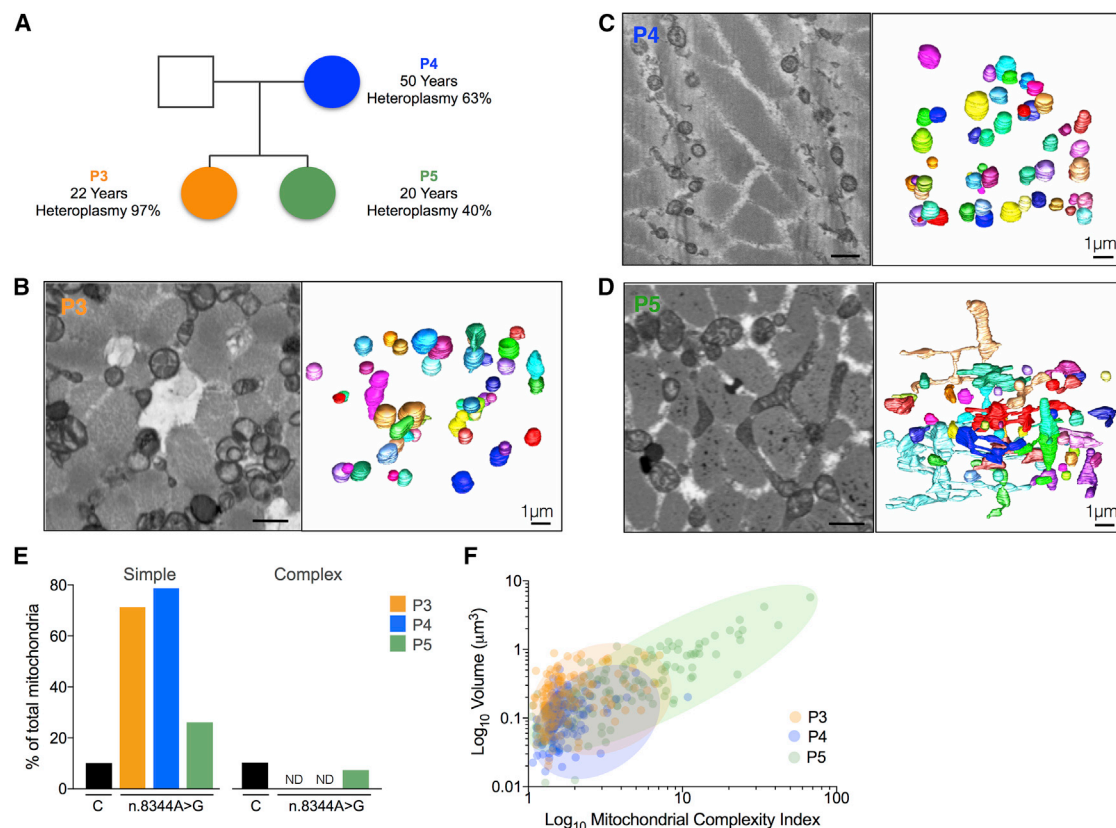 A
P4
50 Years
Heteroplasmy 63%
P3
22 Years
Heteroplasmy 97%
P5
20 Years
Heteroplasmy 40%
B
P3
1μm
C
P4
1μm
D
P5
1μm
E
Simple
Complex
P3
P4
P5
% of total mitochondria
80
60
40
20
0
ND ND
C
n.8344A>G
C
n.8344A>G
F
Log10 Volume (μm³)
10
1
0.1
0.01
P3
P4
P5
1
10
100
Log10 Mitochondrial Complexity Index